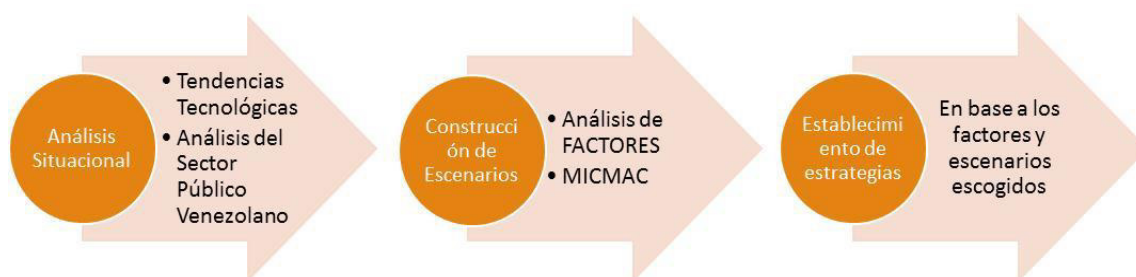 Análisis
Situacional
• Tendencias
Tecnológicas
• Análisis del
Sector
Público
Venezolano
Construcci
ón de
Escenarios
• Análisis de
FACTORES
• MICMAC
Establecimi
ento de
estrategias
En base a los
factores y
escenarios
escogidos